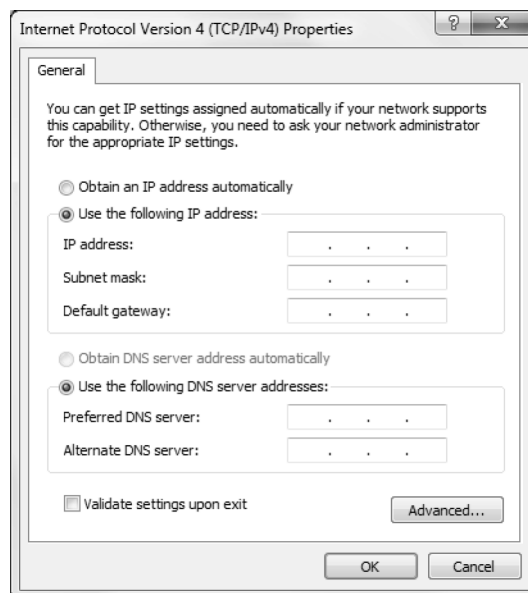 Internet Protocol Version 4 (TCP/IPv4) Properties
?
X
General
You can get IP settings assigned automatically if your network supports
this capability. Otherwise, you need to ask your network administrator
for the appropriate IP settings.
Obtain an IP address automatically
Use the following IP address:
IP address: . . .
Subnet mask: . . .
Default gateway: . . .
Obtain DNS server address automatically
Use the following DNS server addresses:
Preferred DNS server: . . .
Alternate DNS server: . . .
Validate settings upon exit
Advanced...
OK Cancel